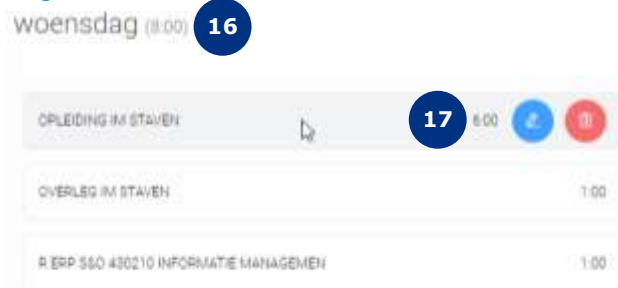 woensdag (8:00) 16
OPLEIDING IM STAVEN 17 6:00
OVERLEG IM STAVEN 1:00
R ERP S&O 430210 INFORMATIE MANAGEMEN 1:00